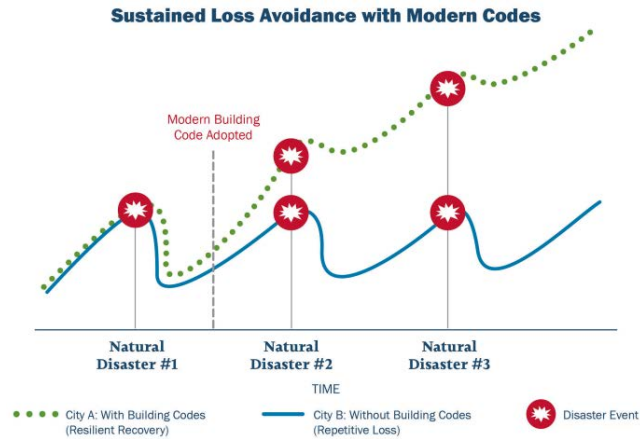 Sustained Loss Avoidance with Modern Codes
Modern Building
Code Adopted
Natural
Disaster #1
Natural
Disaster #2
Natural
Disaster #3
TIME
City A: With Building Codes
(Resilient Recovery)
City B: Without Building Codes
(Repetitive Loss)
Disaster Event